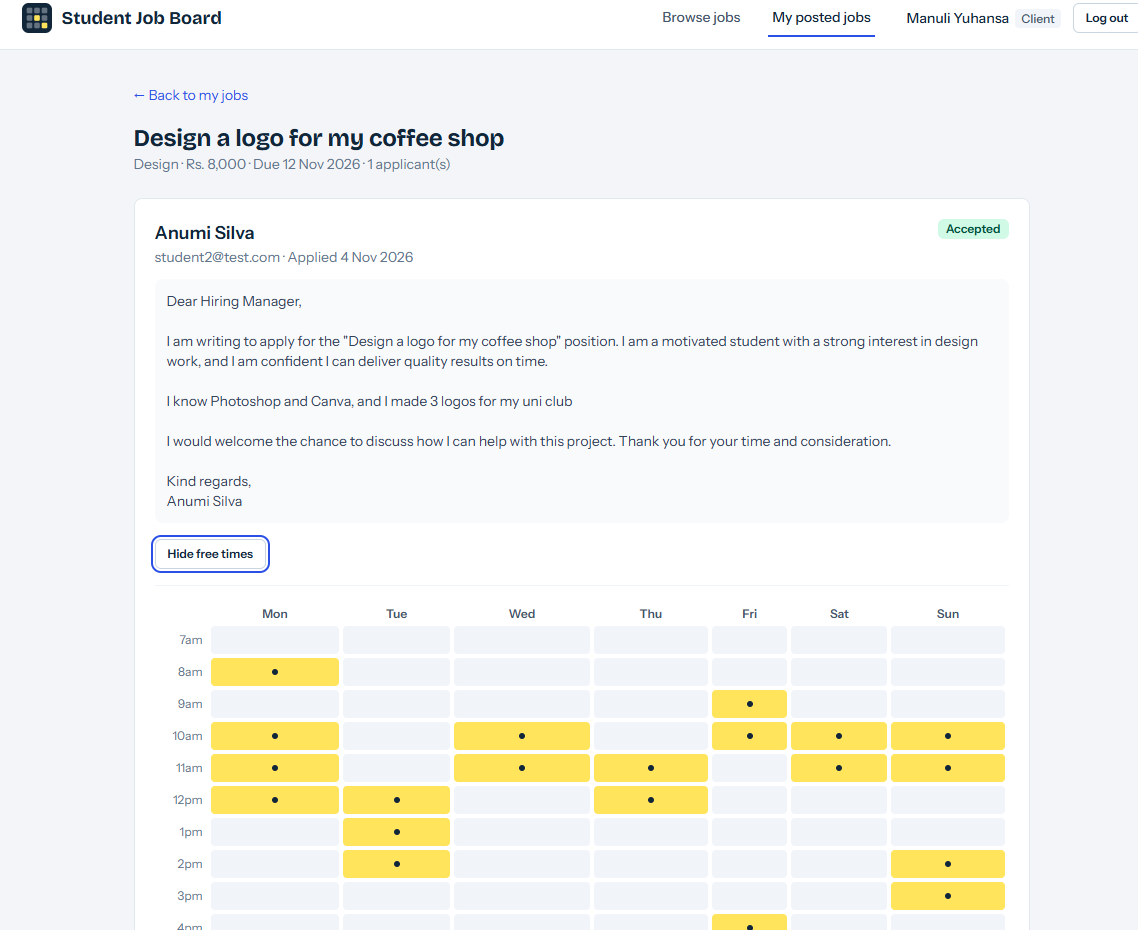 Student Job Board
Browse jobs
My posted jobs
Manuli Yuhansa
Client
Log out
← Back to my jobs
Design a logo for my coffee shop
Design · Rs. 8,000 · Due 12 Nov 2026 · 1 applicant(s)
Anumi Silva
Accepted
student2@test.com · Applied 4 Nov 2026
Dear Hiring Manager,
I am writing to apply for the "Design a logo for my coffee shop" position. I am a motivated student with a strong interest in design
work, and I am confident I can deliver quality results on time.
I know Photoshop and Canva, and I made 3 logos for my uni club
I would welcome the chance to discuss how I can help with this project. Thank you for your time and consideration.
Kind regards,
Anumi Silva
Hide free times
Mon Tue Wed Thu Fri Sat Sun
7am
8am
9am
10am
11am
12pm
1pm
2pm
3pm
4pm